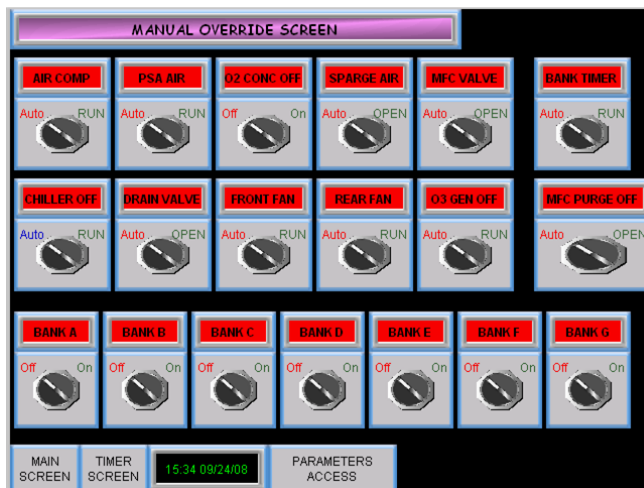 MANUAL OVERRIDE SCREEN
AIR COMP PSA AIR O2 CONC OFF SPARGE AIR MFC VALVE BANK TIMER
Auto RUN Auto RUN Off On Auto OPEN Auto OPEN Auto RUN
CHILLER OFF DRAIN VALVE FRONT FAN REAR FAN O3 GEN OFF MFC PURGE OFF
Auto RUN Auto OPEN Auto RUN Auto RUN Auto RUN Auto OPEN
BANK A BANK B BANK C BANK D BANK E BANK F BANK G
Off On Off On Off On Off On Off On Off On Off On
MAIN SCREEN TIMER SCREEN 15:34 09/24/08 PARAMETERS ACCESS